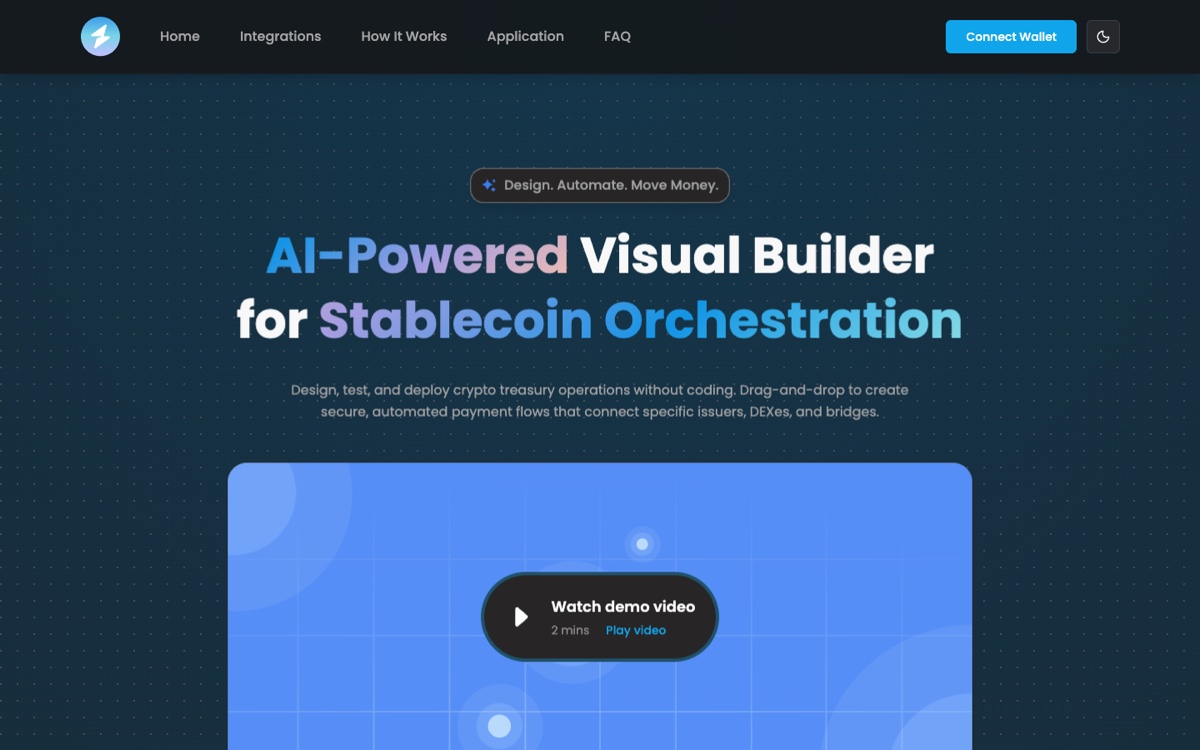 Home
Integrations
How It Works
Application
FAQ
Connect Wallet
Design. Automate. Move Money.
AI-Powered Visual Builder
for Stablecoin Orchestration
Design, test, and deploy crypto treasury operations without coding. Drag-and-drop to create
secure, automated payment flows that connect specific issuers, DEXes, and bridges.
Watch demo video
2 mins Play video